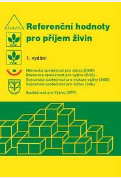 Referenční hodnoty
pro příjem živin
1. vydání
Německá společnost pro výživu (DGE)
Rakouská společnost pro výživu (ÖGE)
Švýcarská společnost pro výzkum výživy (SGE)
Švýcarská společnost pro výživu (SVE)
Společnost pro výživu (SPV)